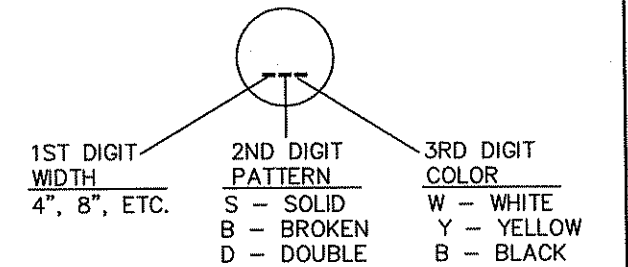 1ST DIGIT
WIDTH
4", 8", ETC.
2ND DIGIT
PATTERN
S – SOLID
B – BROKEN
D – DOUBLE
3RD DIGIT
COLOR
W – WHITE
Y – YELLOW
B – BLACK